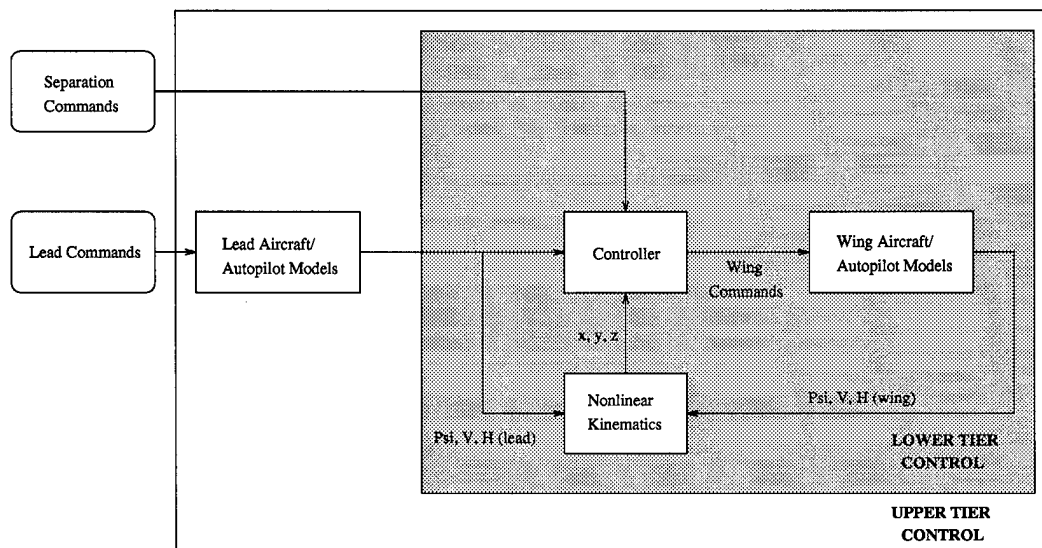 Separation
Commands
Lead Commands
Lead Aircraft/
Autopilot Models
Controller
Wing
Commands
Wing Aircraft/
Autopilot Models
x, y, z
Nonlinear
Kinematics
Psi, V, H (lead)
Psi, V, H (wing)
LOWER TIER
CONTROL
UPPER TIER
CONTROL